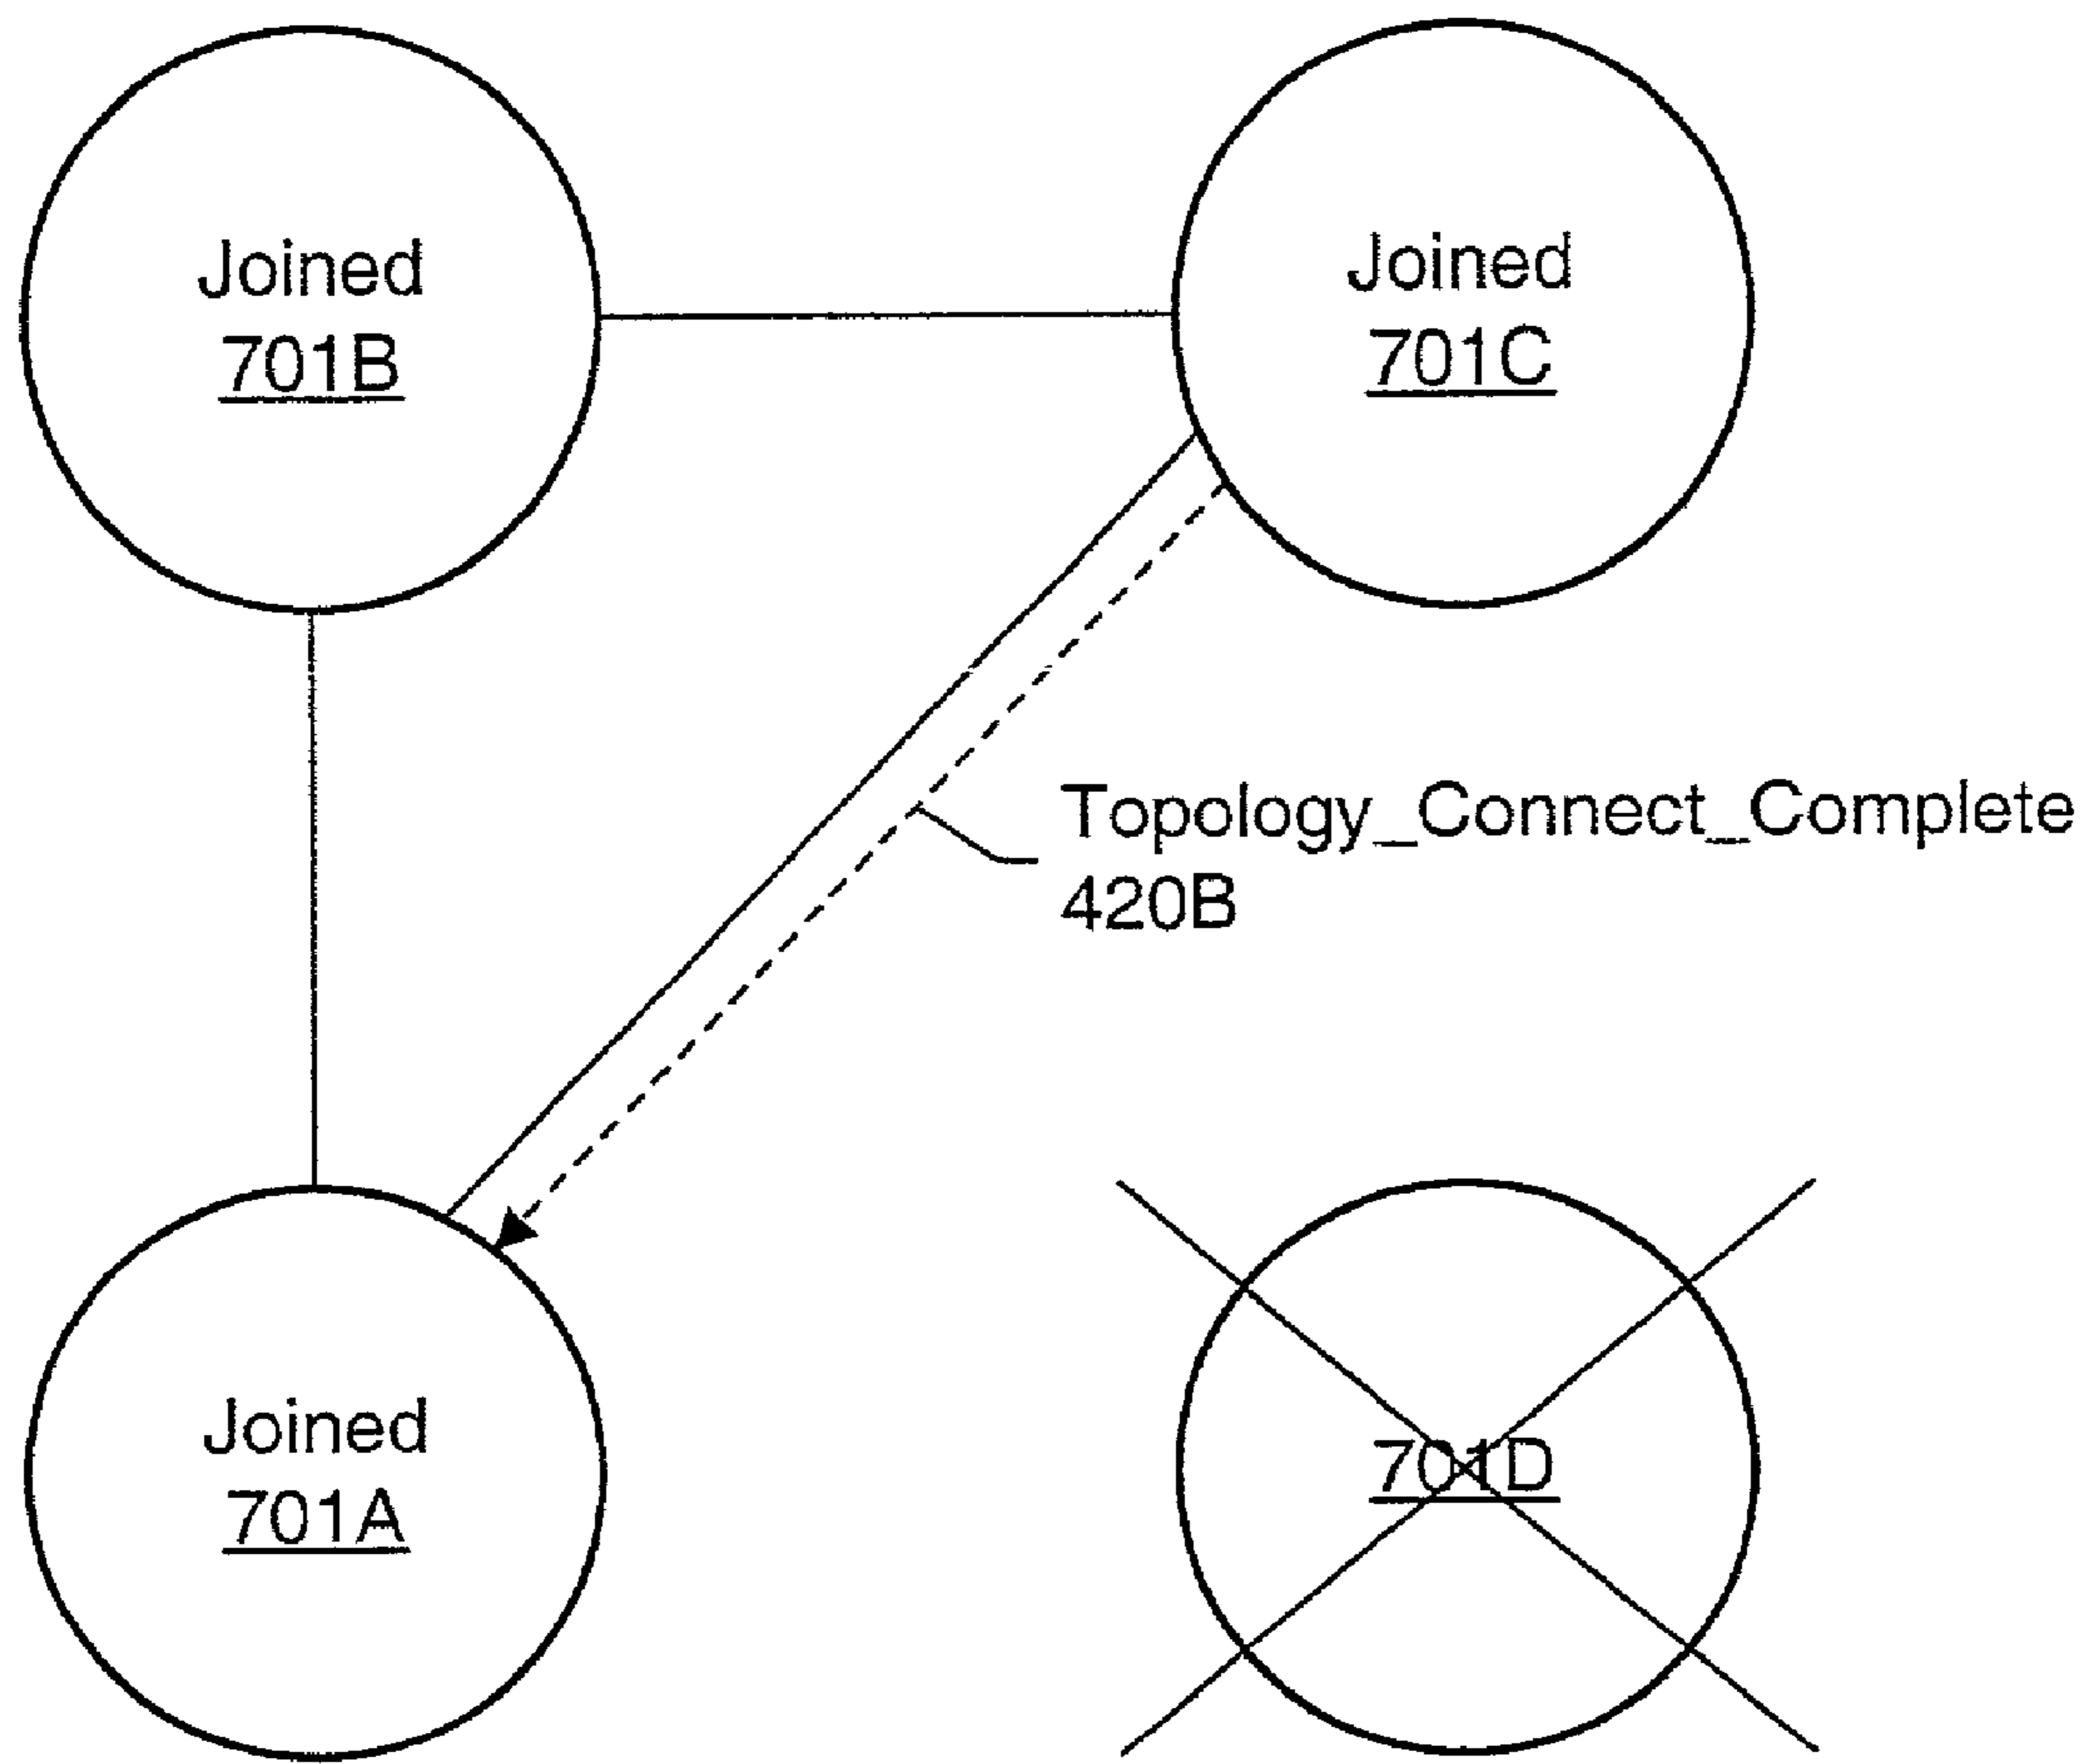 Joined
701B
Joined
701C
Topology_Connect_Complete
420B
Joined
701A
701D